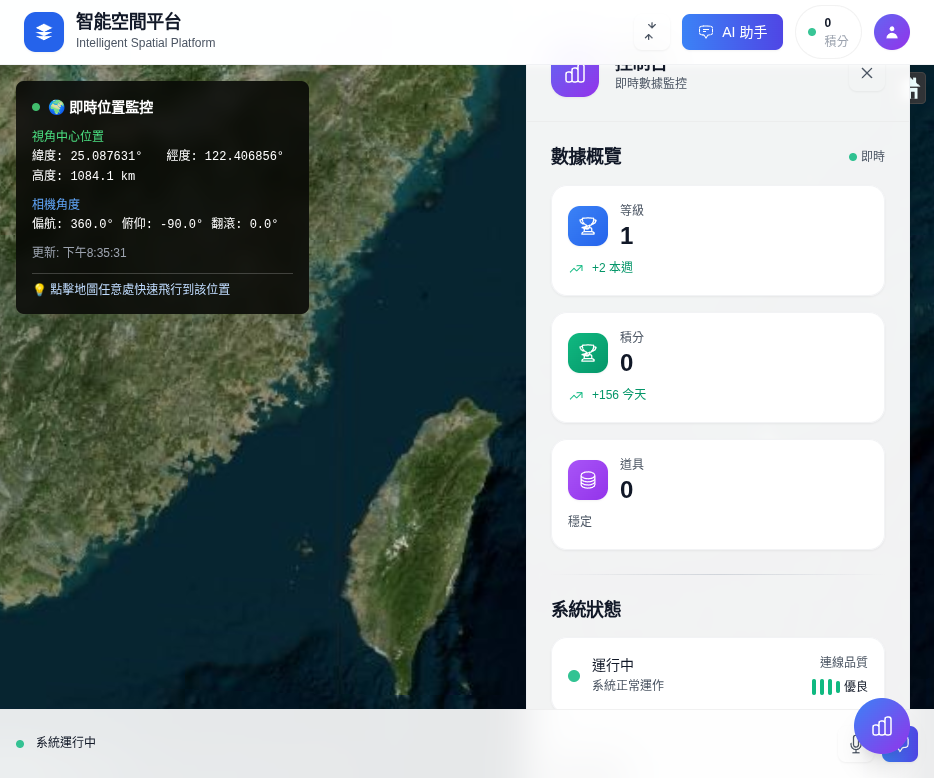 智能空間平台
Intelligent Spatial Platform
AI 助手
0
積分
🌍 即時位置監控
視角中心位置
緯度: 25.087631° 經度: 122.406856°
高度: 1084.1 km
相機角度
偏航: 360.0° 俯仰: -90.0° 翻滾: 0.0°
更新: 下午8:35:31
💡 點擊地圖任意處快速飛行到該位置
控制台
即時數據監控
數據概覽
即時
等級
1
+2 本週
積分
0
+156 今天
道具
0
穩定
系統狀態
運行中
系統正常運作
連線品質
優良
系統運行中